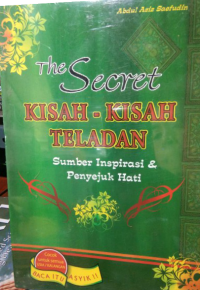 Abdul Aziz Saefudin
The Secret
KISAH - KISAH
TELADAN
Sumber Inspirasi &
Penyejuk Hati
BACA ITU
ASYIK !!